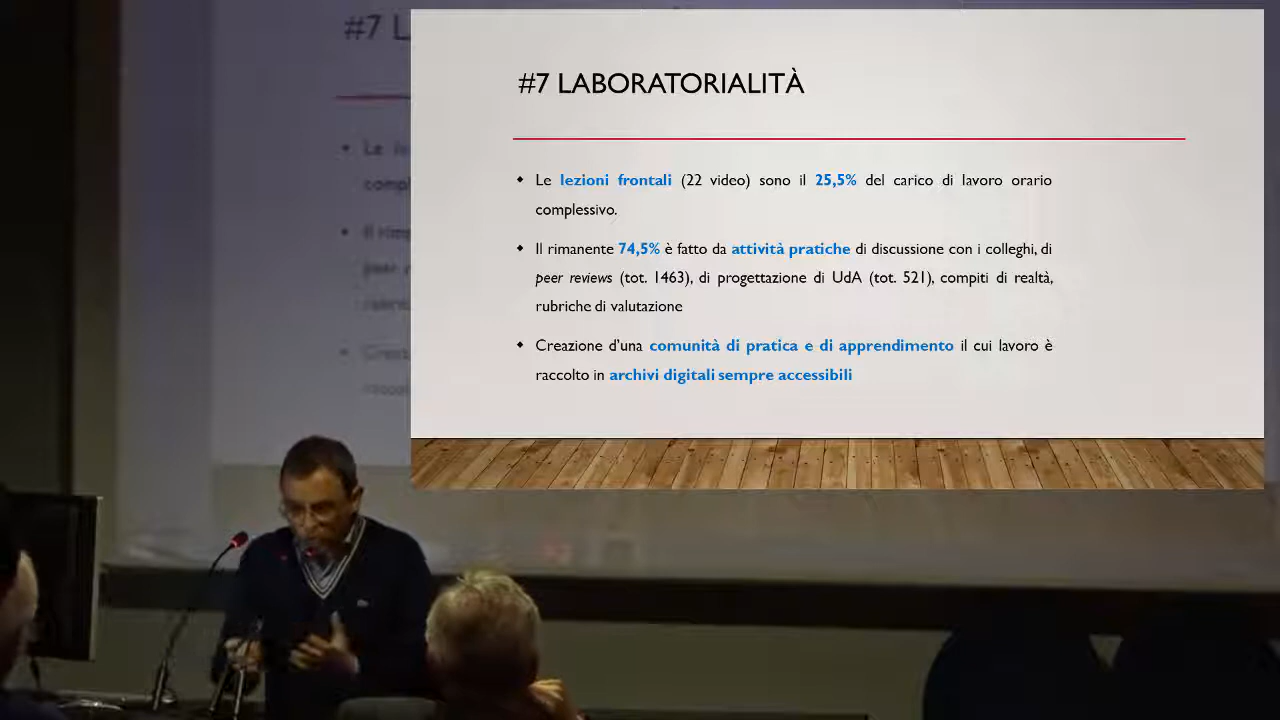 #7 L
#7 LABORATORIALITÀ
Le
Le lezioni frontali (22 video) sono il 25,5% del carico di lavoro orario
complessivo.
Il rimanente 74,5% è fatto da attività pratiche di discussione con i colleghi, di
peer reviews (tot. 1463), di progettazione di UdA (tot. 521), compiti di realtà,
rubriche di valutazione
Creazione d'una comunità di pratica e di apprendimento il cui lavoro è
raccolto in archivi digitali sempre accessibili